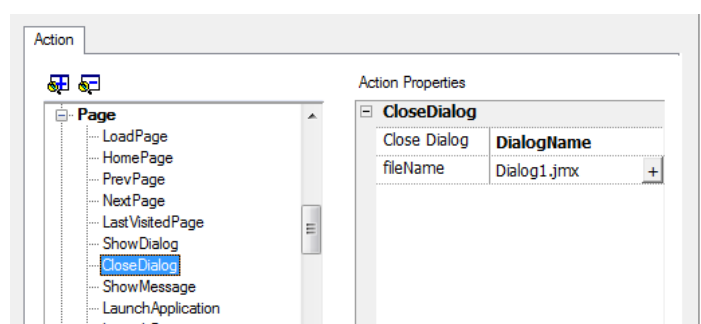 Action
Action Properties
Page
LoadPage
HomePage
PrevPage
NextPage
LastVisitedPage
ShowDialog
CloseDialog
ShowMessage
LaunchApplication
CloseDialog
Close Dialog DialogName
fileName Dialog1.jmx +